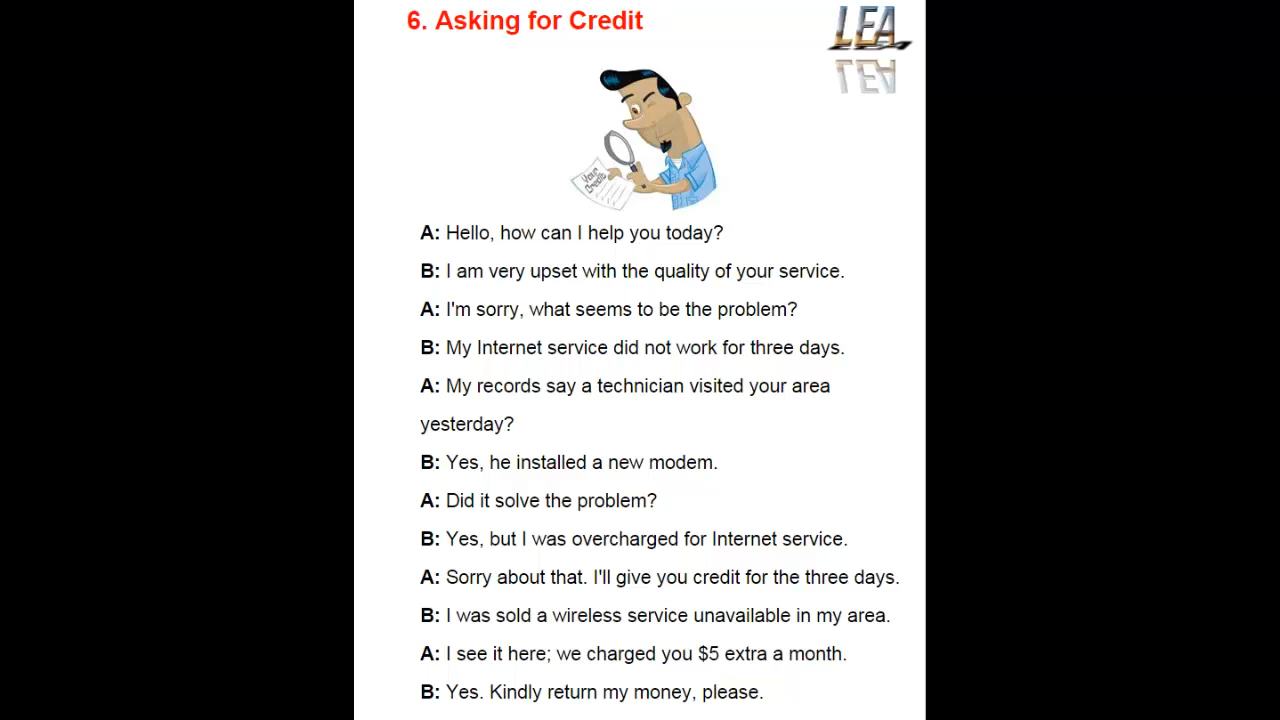 6. Asking for Credit
LEA
Your
Credit
A: Hello, how can I help you today?
B: I am very upset with the quality of your service.
A: I'm sorry, what seems to be the problem?
B: My Internet service did not work for three days.
A: My records say a technician visited your area
yesterday?
B: Yes, he installed a new modem.
A: Did it solve the problem?
B: Yes, but I was overcharged for Internet service.
A: Sorry about that. I'll give you credit for the three days.
B: I was sold a wireless service unavailable in my area.
A: I see it here; we charged you $5 extra a month.
B: Yes. Kindly return my money, please.